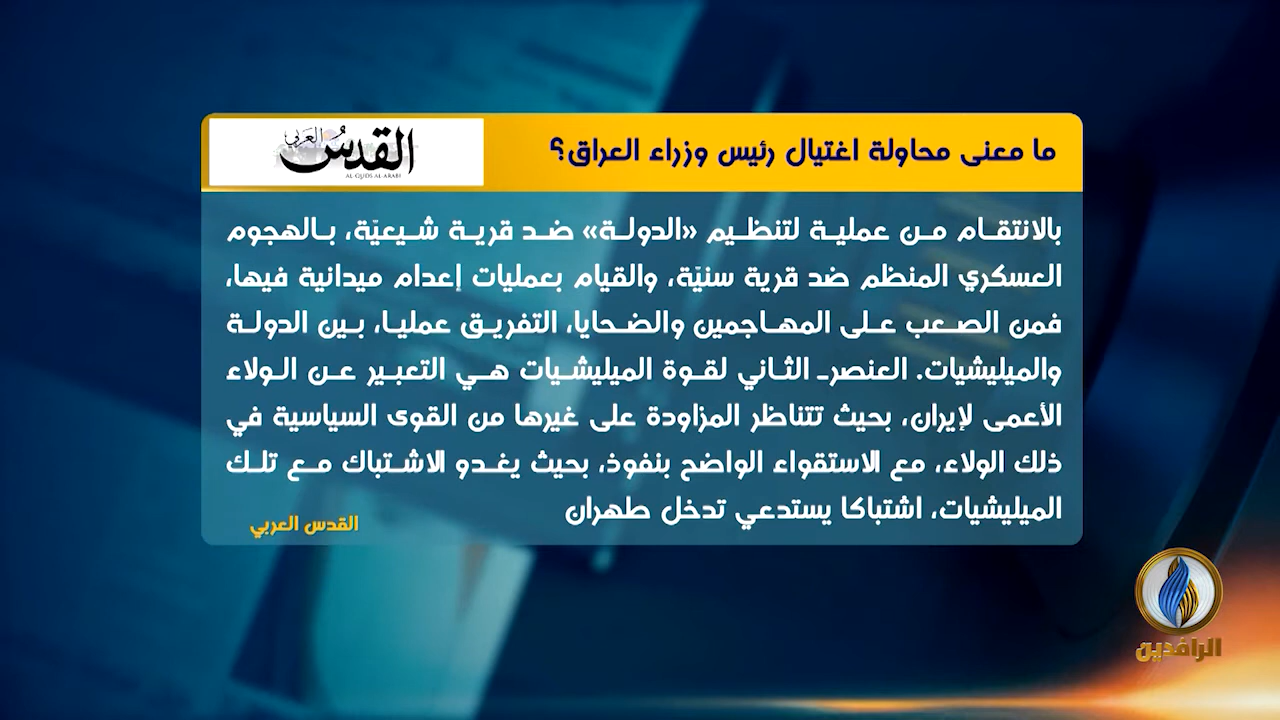 ما معنى محاولة اغتيال رئيس وزراء العراق؟
القدس العربي
AL-QUDS AL-ARABI
بالانتقام من عملية لتنظيم «الدولة» ضد قرية شيعيّة، بالهجوم
العسكري المنظم ضد قرية سنيّة، والقيام بعمليات إعدام ميدانية فيها،
فمن الصعب على المهاجمين والضحايا، التفريق عمليا، بين الدولة
والميليشيات. العنصرـ الثاني لقوة الميليشيات هي التعبير عن الولاء
الأعمى لإيران، بحيث تتناظر المزاودة على غيرها من القوى السياسية في
ذلك الولاء، مع الاستقواء الواضح بنفوذ، بحيث يغدو الاشتباك مع تلك
الميليشيات، اشتباكا يستدعي تدخل طهران
القدس العربي
الرافدين